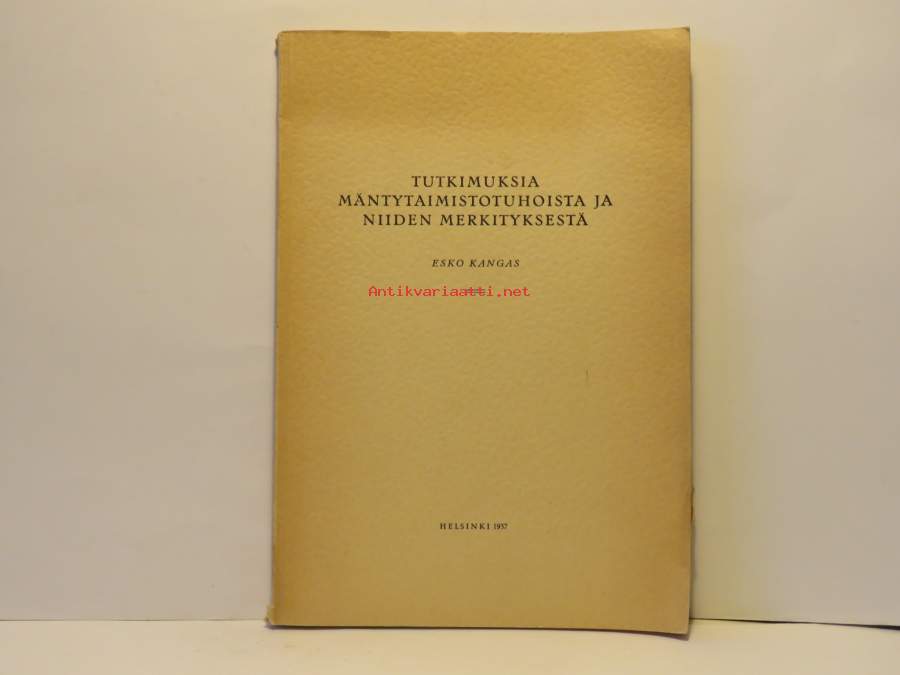 TUTKIMUKSIA
MÄNTYTAIMISTOTUHOISTA JA
NIIDEN MERKITYKSESTÄ
ESKO KANGAS
Antikvariaatti.net
HELSINKI 1937